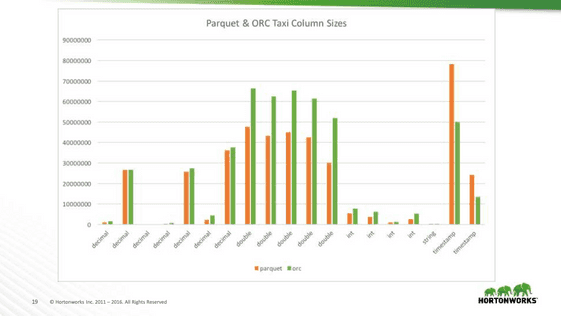 Parquet & ORC Taxi Column Sizes
90000000
80000000
70000000
60000000
50000000
40000000
30000000
20000000
10000000
0
decimal
decimal
decimal
decimal
decimal
decimal
decimal
double
double
double
double
double
int
int
int
int
string
timestamp
timestamp
parquet orc
19 © Hortonworks Inc. 2011 – 2016. All Rights Reserved
HORTONWORKS